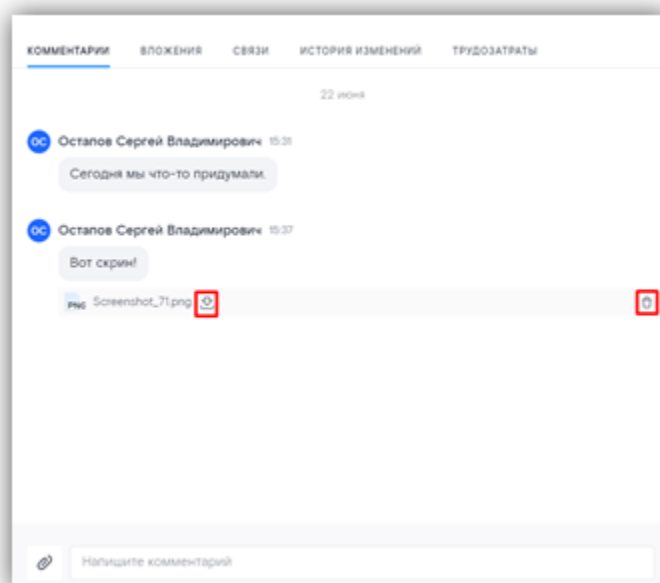 КОММЕНТАРИИ ВЛОЖЕНИЯ СВЯЗИ ИСТОРИЯ ИЗМЕНЕНИЙ ТРУДОЗАТРАТЫ
22 июня
ОС Остапов Сергей Владимирович 15:31
Сегодня мы что-то придумали.
ОС Остапов Сергей Владимирович 15:37
Вот скрин!
PNG Screenshot_71.png
Напишите комментарий